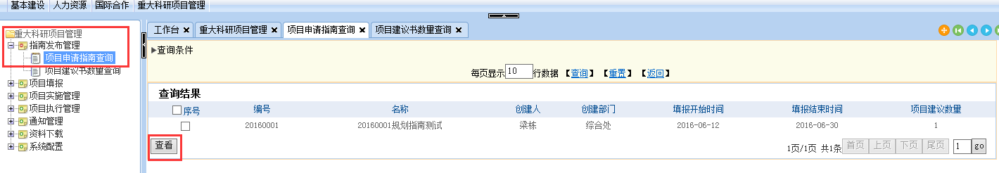 基本建设 人力资源 国际合作 重大科研项目管理
重大科研项目管理
指南发布管理
项目申请指南查询
项目建议书数量查询
项目填报
项目实施管理
项目执行管理
通知管理
资料下载
系统配置
工作台 × 重大科研项目管理 × 项目申请指南查询 × 项目建议书数量查询 ×
▶查询条件
每页显示 10 行数据 【查询】 【重置】 【返回】
查询结果
序号 编号 名称 创建人 创建部门 填报开始时间 填报结束时间 项目建议数量
20160001 20160001规划指南测试 梁栋 综合处 2016-06-12 2016-06-30 1
查看
1页/1页 共1条 首页 上页 下页 尾页 1 go